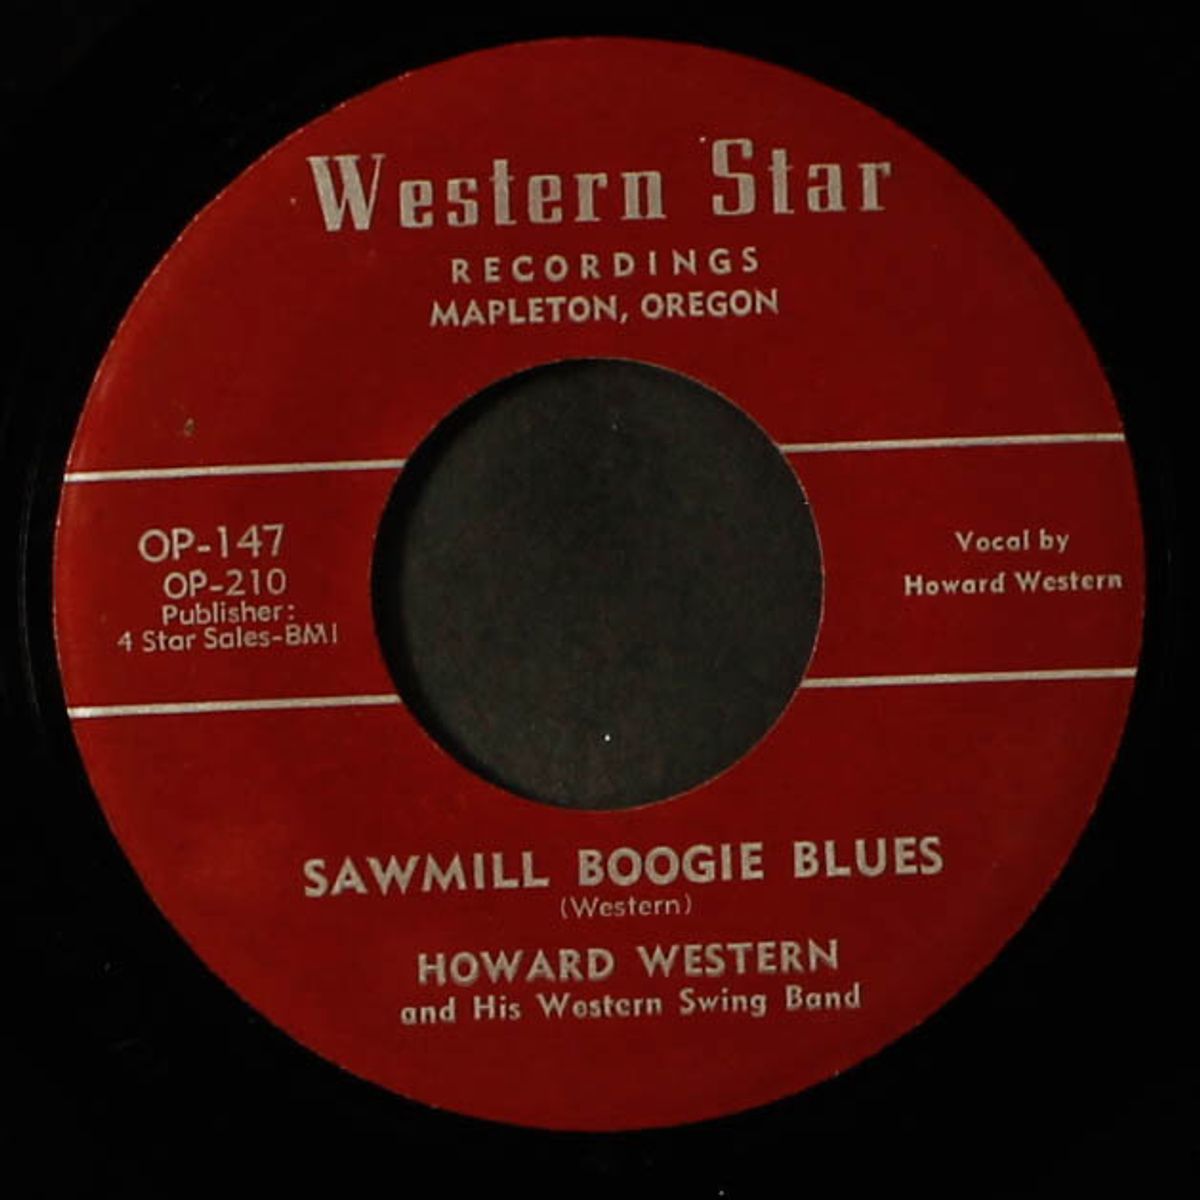 Western Star
RECORDINGS
MAPLETON, OREGON
OP-147
OP-210
Publisher:
4 Star Sales-BMI
Vocal by
Howard Western
SAWMILL BOOGIE BLUES
(Western)
HOWARD WESTERN
and His Western Swing Band